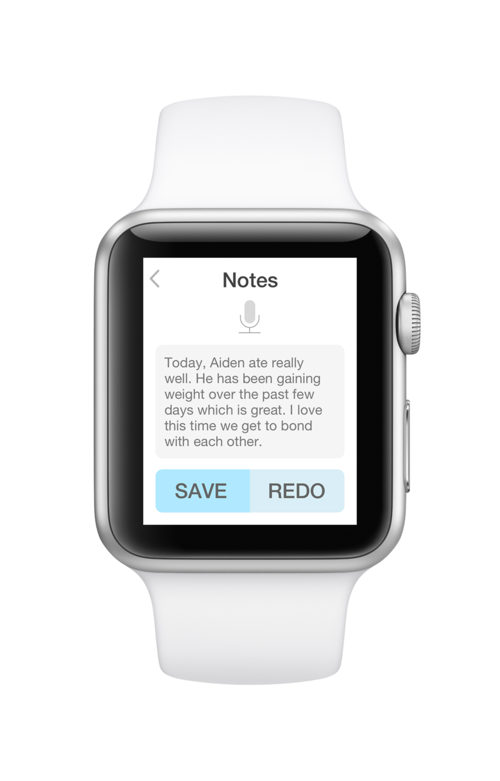 Notes
Today, Aiden ate really
well. He has been gaining
weight over the past few
days which is great. I love
this time we get to bond
with each other.
SAVE REDO